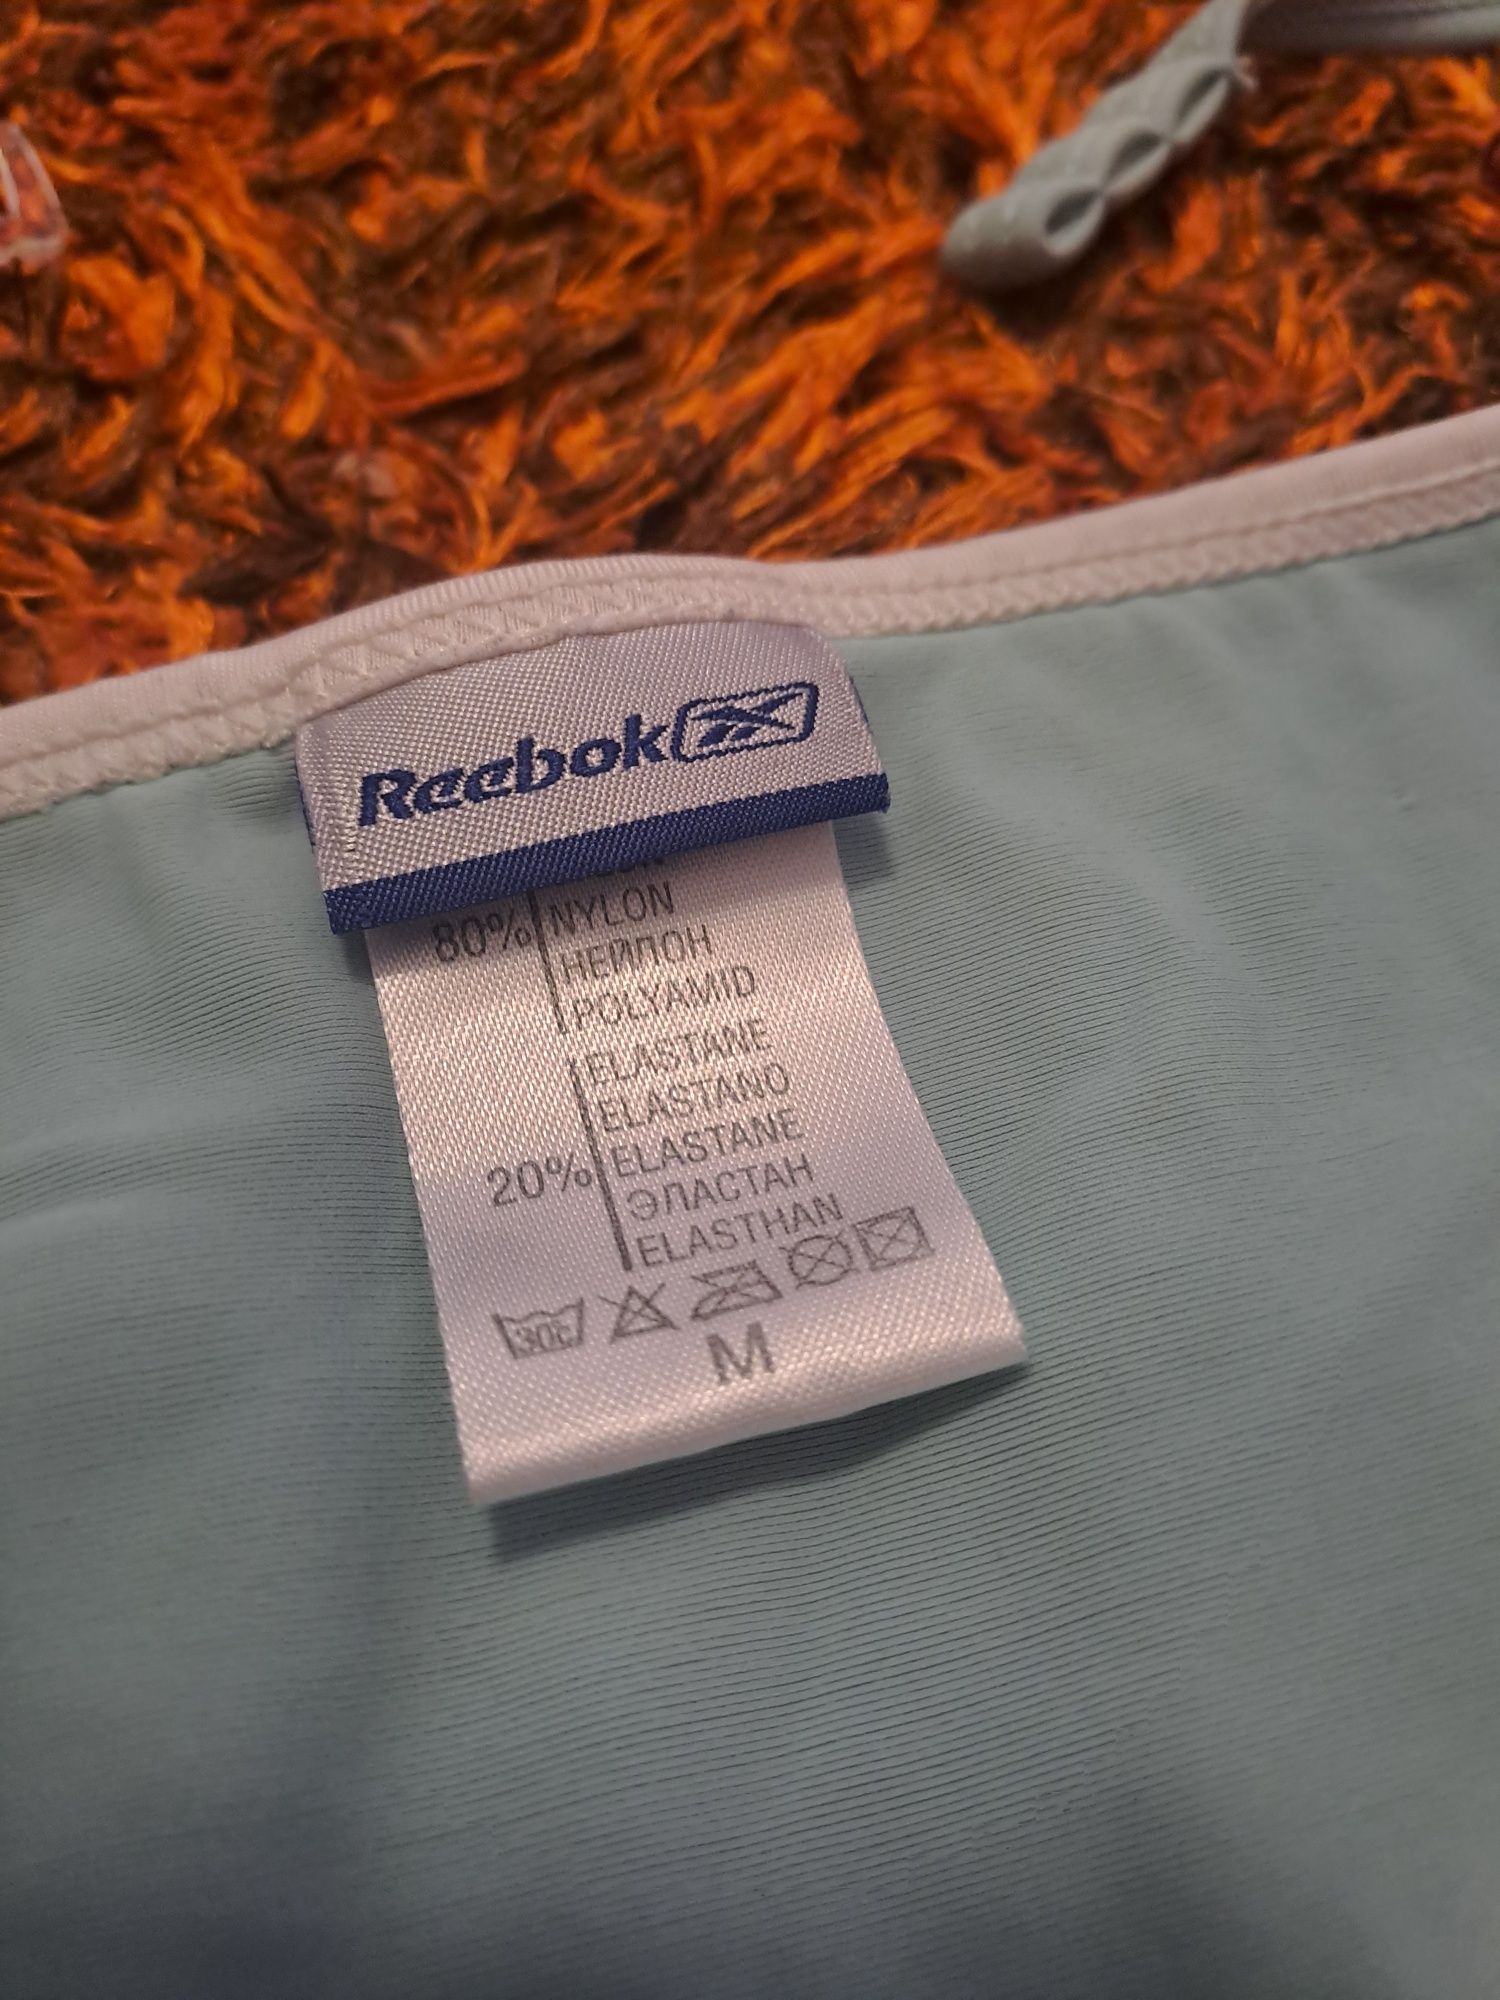 Reebok
80%
NYLON
НЕЙЛОН
POLYAMID
20%
ELASTANE
ELASTANO
ELASTANE
ЭЛАСТАН
ELASTHAN
30c
M